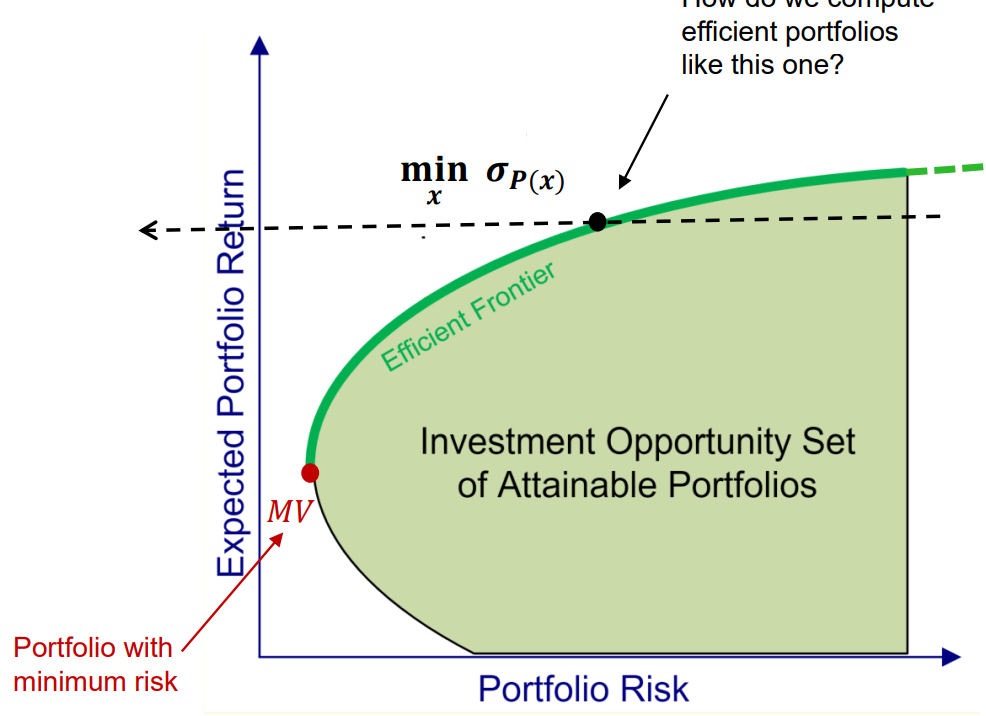 How do we compute
efficient portfolios
like this one?
min σP(x)
x
Expected Portfolio Return
Efficient Frontier
Investment Opportunity Set
of Attainable Portfolios
MV
Portfolio with
minimum risk
Portfolio Risk